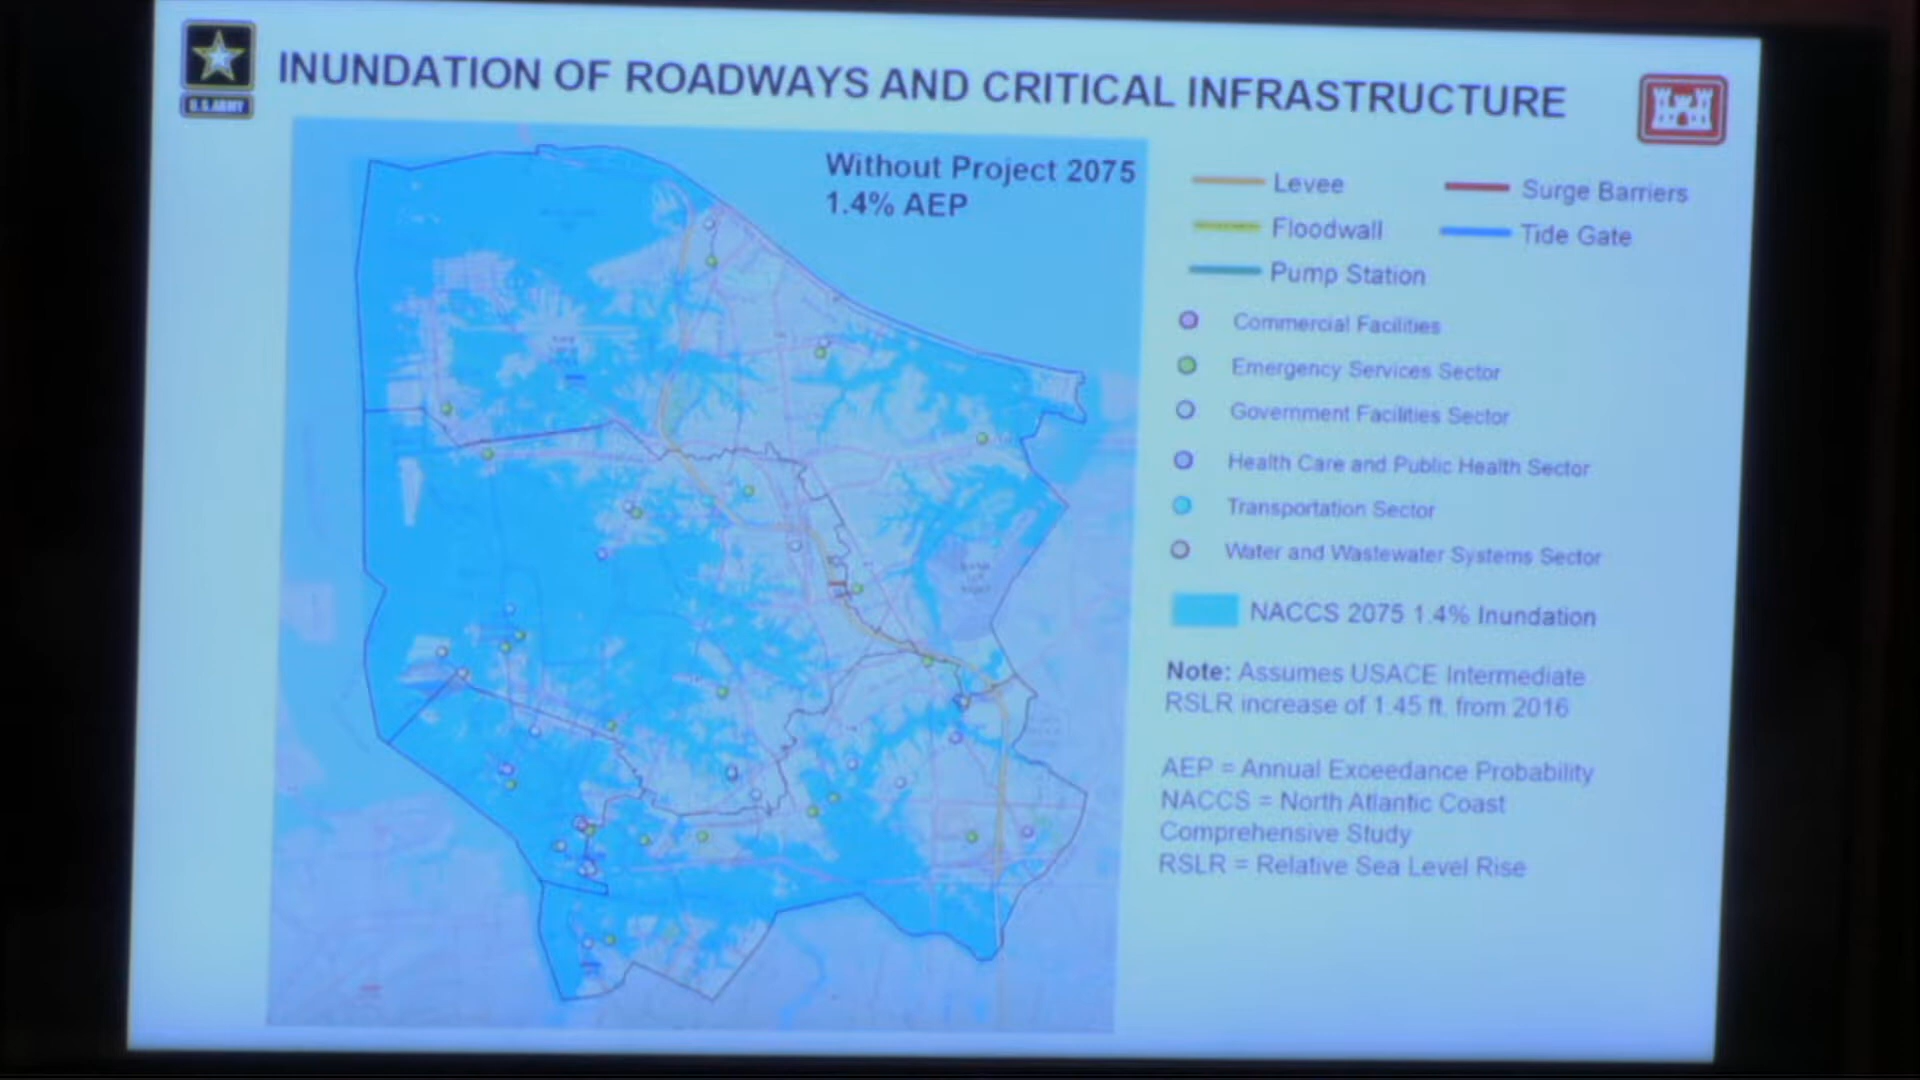 U.S. ARMY
INUNDATION OF ROADWAYS AND CRITICAL INFRASTRUCTURE
Without Project 2075
1.4% AEP
Levee
Surge Barriers
Floodwall
Tide Gate
Pump Station
Commercial Facilities
Emergency Services Sector
Government Facilities Sector
Health Care and Public Health Sector
Transportation Sector
Water and Wastewater Systems Sector
NACCS 2075 1.4% Inundation
Note: Assumes USACE Intermediate
RSLR increase of 1.45 ft. from 2016
AEP = Annual Exceedance Probability
NACCS = North Atlantic Coast
Comprehensive Study
RSLR = Relative Sea Level Rise